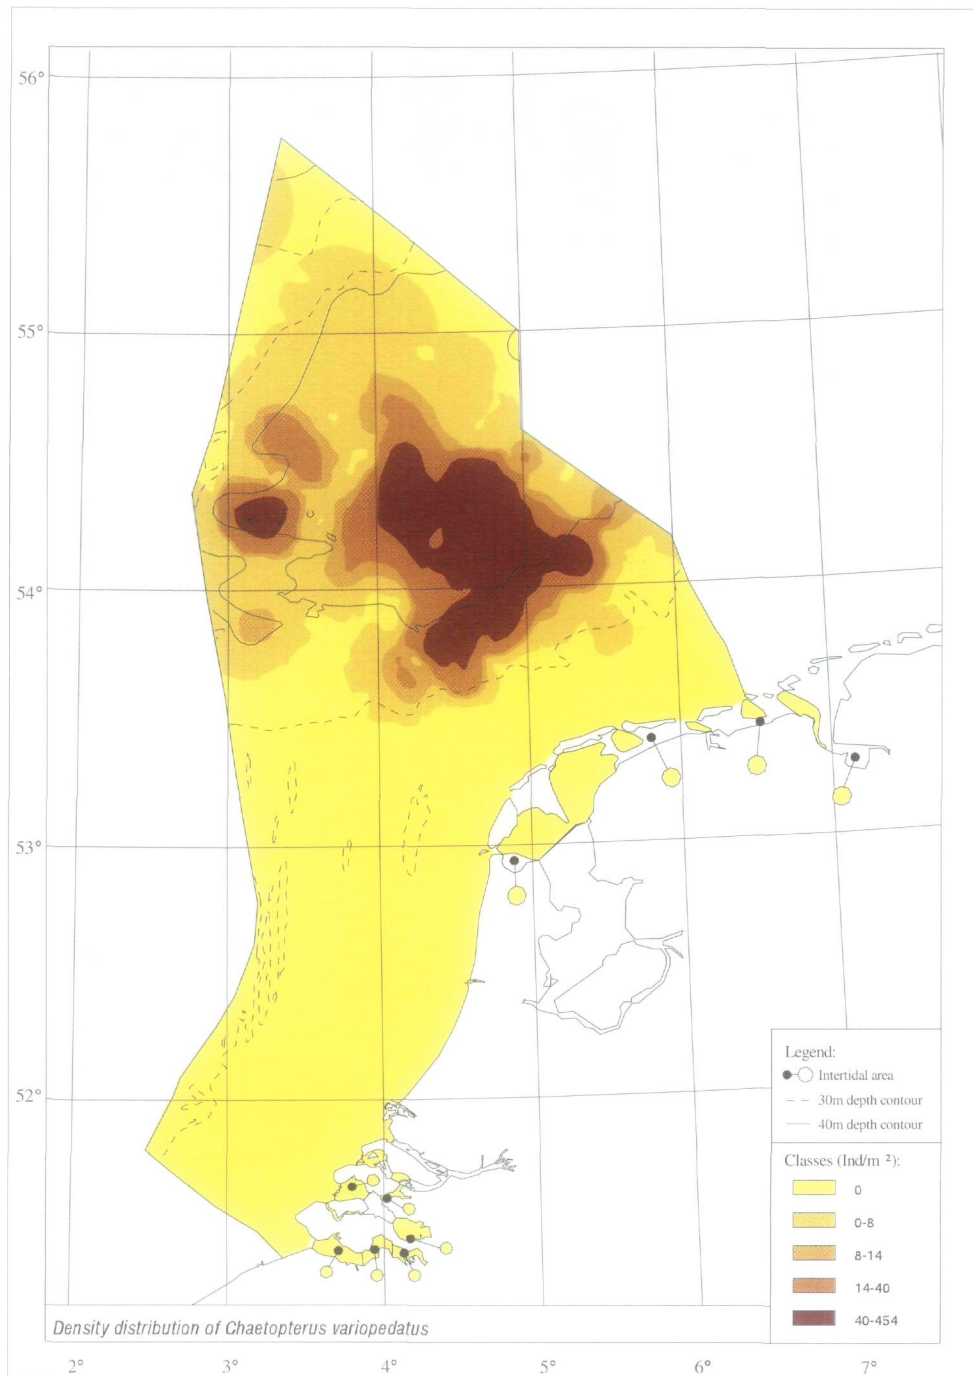 56°
55°
54°
53°
52°
Legend:
Intertidal area
30m depth contour
40m depth contour
Classes (Ind/m ²):
0
0-8
8-14
14-40
40-454
Density distribution of Chaetopterus variopedatus
2°
3°
4°
5°
6°
7°